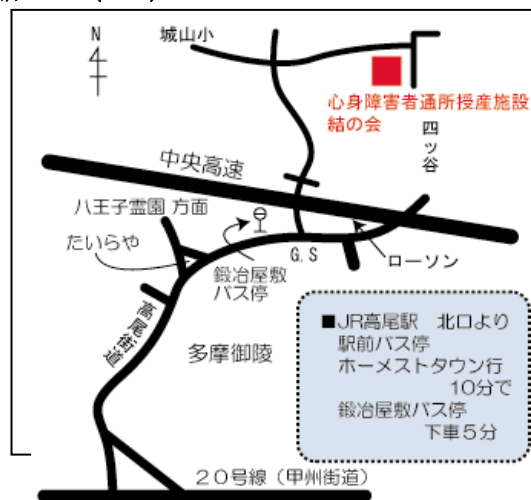 N
城山小
心身障害者通所授産施設
結の会
四ッ谷
中央高速
八王子霊園 方面
たいらや
鍛冶屋敷
バス停
G.S
ローソン
高尾街道
多摩御陵
■JR高尾駅 北口より
駅前バス停
ホーメストタウン行
10分で
鍛冶屋敷バス停
下車5分
20号線(甲州街道)